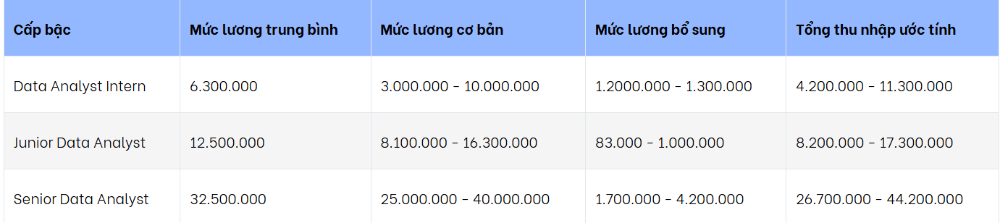 Cấp bậc Mức lương trung bình Mức lương cơ bản Mức lương bổ sung Tổng thu nhập ước tính
Data Analyst Intern 6.300.000 3.000.000 - 10.000.000 1.2000.000 - 1.300.000 4.200.000 - 11.300.000
Junior Data Analyst 12.500.000 8.100.000 - 16.300.000 83.000 - 1.000.000 8.200.000 - 17.300.000
Senior Data Analyst 32.500.000 25.000.000 - 40.000.000 1.700.000 - 4.200.000 26.700.000 - 44.200.000